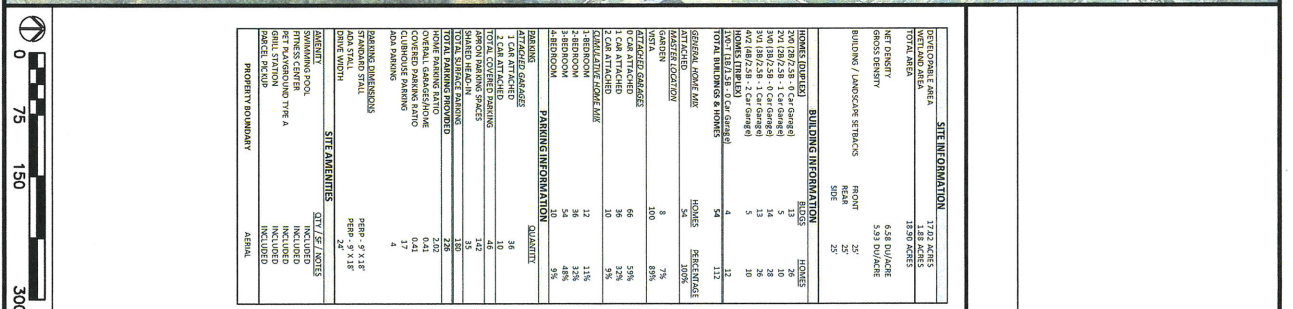 SITE INFORMATION
DEVELOPABLE AREA 17.02 ACRES
WETLAND AREA 1.88 ACRES
TOTAL AREA 18.90 ACRES
NET DENSITY 6.58 DU/ACRE
GROSS DENSITY 5.93 DU/ACRE
BUILDING / LANDSCAPE SETBACKS FRONT 25'
REAR
SIDE 25'
BUILDING INFORMATION
HOMES (DUPLEX) BLDGS HOMES
2V0 (2B/2.5B - 0 Car Garage) 13 26
2V1 (2B/2.5B - 1 Car Garage) 5 10
3V0 (3B/2.5B - 0 Car Garage) 14 28
3V1 (3B/2.5B - 1 Car Garage) 13 26
4V2 (4B/2.5B - 2 Car Garage) 5 10
HOMES (TRIPLEX)
1V0-T (1B/1.5B - 0 Car Garage) 4 12
TOTAL BUILDINGS & HOMES 54 112
GENERAL HOME MIX HOMES PERCENTAGE
ATTACHED 54 100%
MASTER LOCATION
GARDEN 8 7%
VISTA 100 89%
ATTACHED GARAGES
0 CAR ATTACHED 66 59%
1 CAR ATTACHED 36 32%
2 CAR ATTACHED 10 9%
CUMULATIVE HOME MIX
1-BEDROOM 12 11%
2-BEDROOM 36 32%
3-BEDROOM 54 48%
4-BEDROOM 10 9%
PARKING INFORMATION
PARKING QUANTITY
ATTACHED GARAGES
1 CAR ATTACHED 36
2 CAR ATTACHED 10
TOTAL COVERED PARKING 46
APRON PARKING SPACES 142
SHARED HEAD-IN 35
TOTAL SURFACE PARKING 180
TOTAL PARKING PROVIDED 226
HOME PARKING RATIO 2.02
OVERALL GARAGES/HOME 0.41
COVERED PARKING RATIO 0.41
CLUBHOUSE PARKING 17
ADA PARKING 4
PARKING DIMENSIONS
STANDARD STALL PERP - 9' X 18'
ADA STALL PERP - 9' X 18'
DRIVE WIDTH 24'
SITE AMENITIES
AMENITY QTY / SF / NOTES
SWIMMING POOL INCLUDED
FITNESS CENTER INCLUDED
PET PLAYGROUND TYPE A INCLUDED
GRILL STATION INCLUDED
PARCEL PICKUP INCLUDED
PROPERTY BOUNDARY AERIAL
0 75 150 300